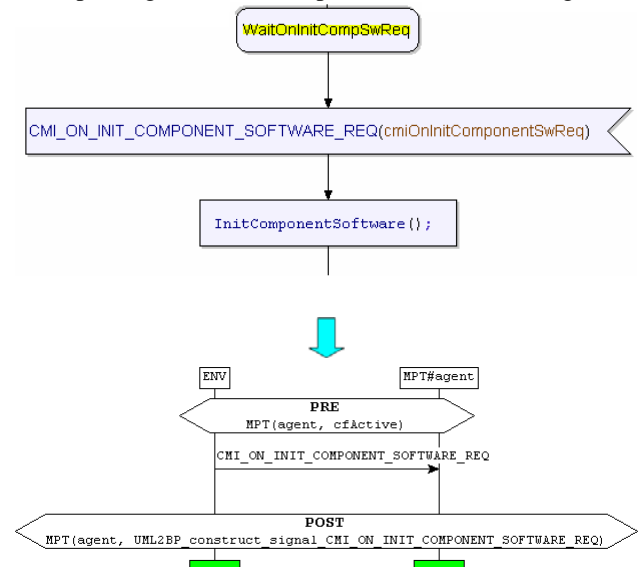 WaitOnInitCompSwReq
CMI_ON_INIT_COMPONENT_SOFTWARE_REQ(cmiOnInitComponentSwReq)
InitComponentSoftware();
ENV
MPT#agent
PRE
MPT(agent, cfActive)
CMI_ON_INIT_COMPONENT_SOFTWARE_REQ
POST
MPT(agent, UML2BP_construct_signal_CMI_ON_INIT_COMPONENT_SOFTWARE_REQ)